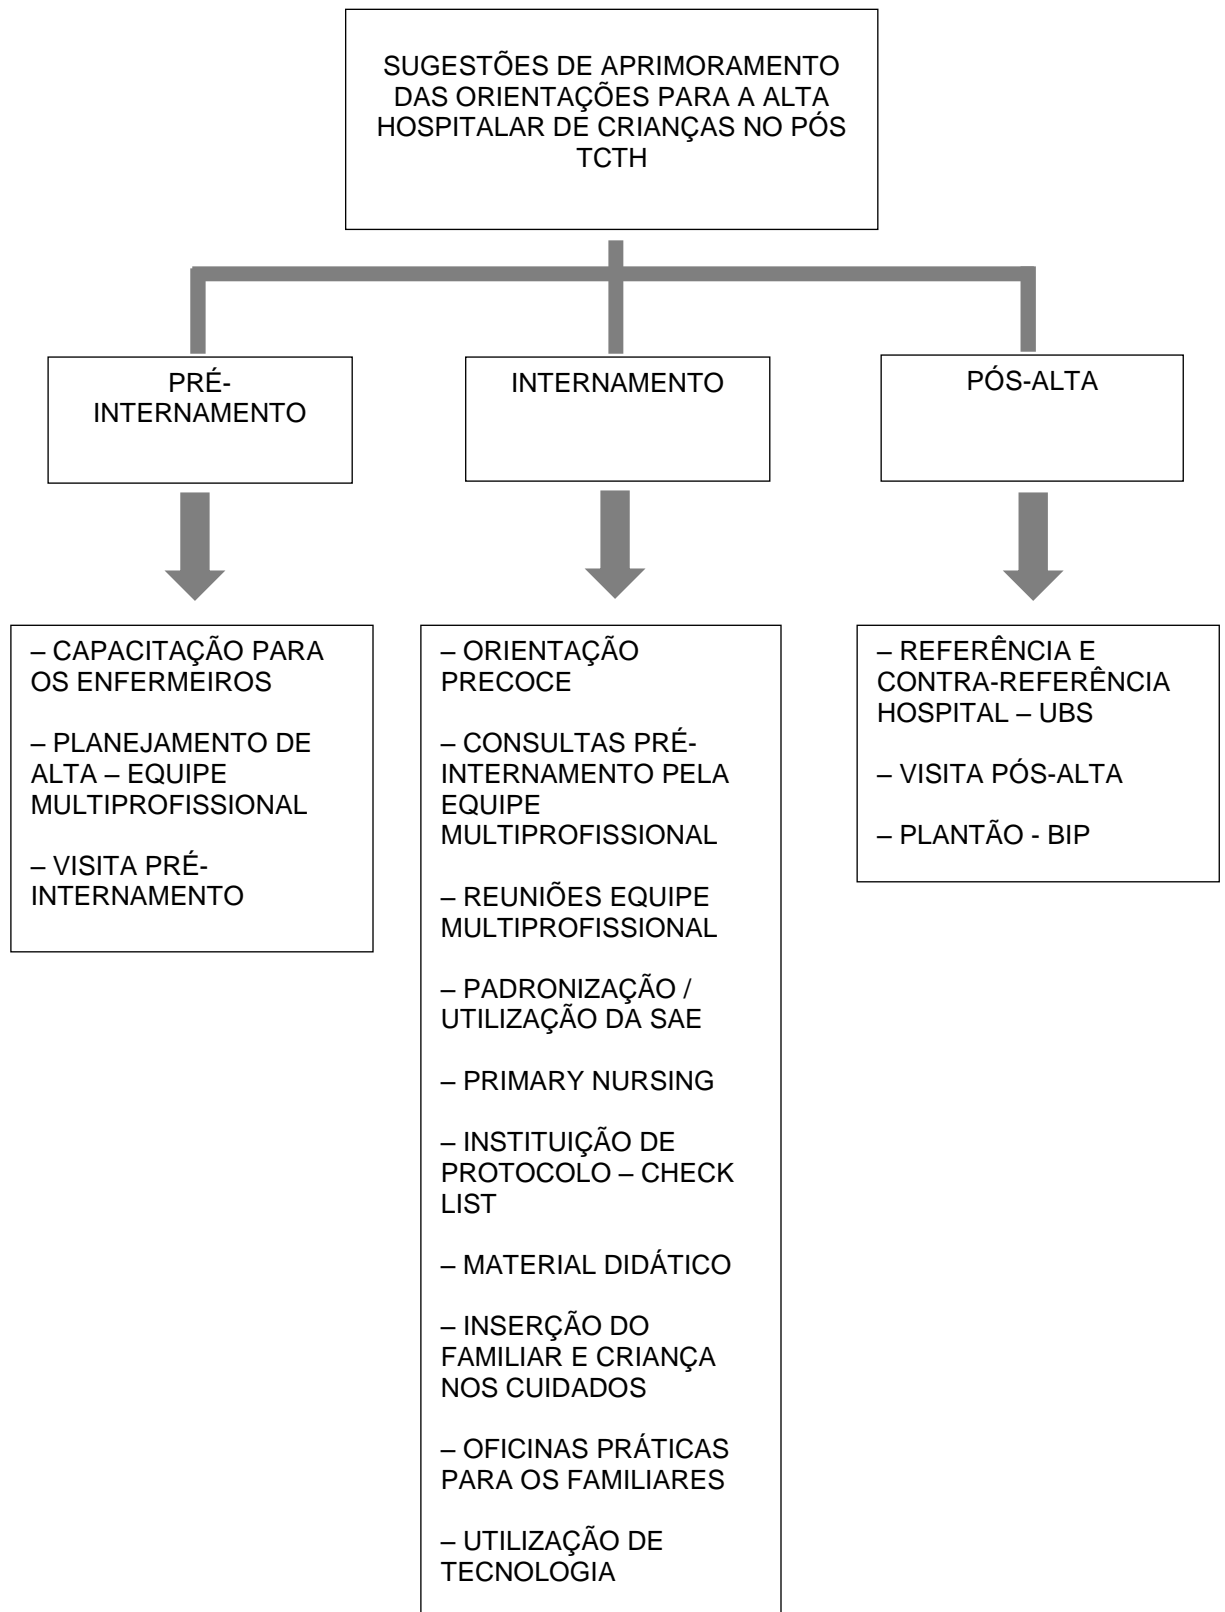 SUGESTÕES DE APRIMORAMENTO
DAS ORIENTAÇÕES PARA A ALTA
HOSPITALAR DE CRIANÇAS NO PÓS
TCTH
PRÉ-
INTERNAMENTO
INTERNAMENTO
PÓS-ALTA
– CAPACITAÇÃO PARA
OS ENFERMEIROS
– PLANEJAMENTO DE
ALTA – EQUIPE
MULTIPROFISSIONAL
– VISITA PRÉ-
INTERNAMENTO
– ORIENTAÇÃO
PRECOCE
– CONSULTAS PRÉ-
INTERNAMENTO PELA
EQUIPE
MULTIPROFISSIONAL
– REUNIÕES EQUIPE
MULTIPROFISSIONAL
– PADRONIZAÇÃO /
UTILIZAÇÃO DA SAE
– PRIMARY NURSING
– INSTITUIÇÃO DE
PROTOCOLO – CHECK
LIST
– MATERIAL DIDÁTICO
– INSERÇÃO DO
FAMILIAR E CRIANÇA
NOS CUIDADOS
– OFICINAS PRÁTICAS
PARA OS FAMILIARES
– UTILIZAÇÃO DE
TECNOLOGIA
– REFERÊNCIA E
CONTRA-REFERÊNCIA
HOSPITAL – UBS
– VISITA PÓS-ALTA
– PLANTÃO - BIP